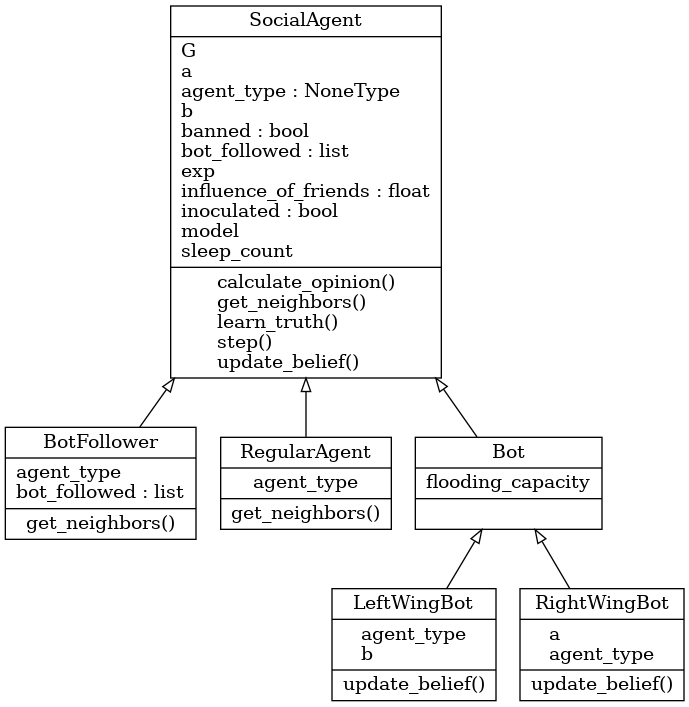 SocialAgent
G
a
agent_type : NoneType
b
banned : bool
bot_followed : list
exp
influence_of_friends : float
inoculated : bool
model
sleep_count
calculate_opinion()
get_neighbors()
learn_truth()
step()
update_belief()
BotFollower
agent_type
bot_followed : list
get_neighbors()
RegularAgent
agent_type
get_neighbors()
Bot
flooding_capacity
LeftWingBot
agent_type
b
update_belief()
RightWingBot
a
agent_type
update_belief()